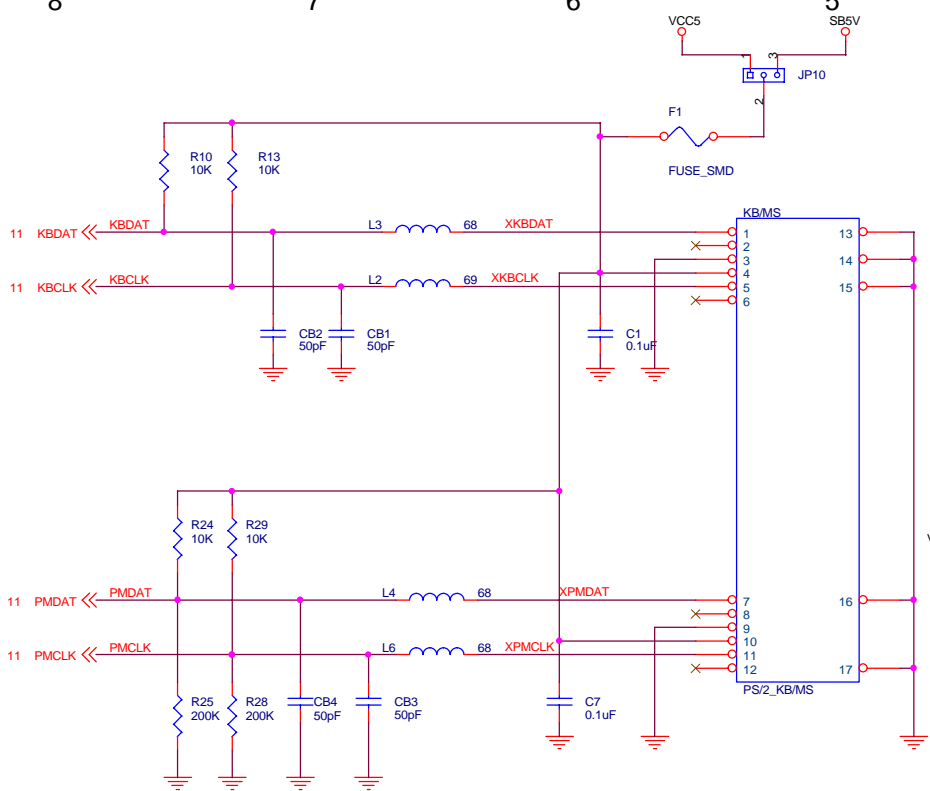 8 7 6 5
VCC5 SB5V
1 3
JP10
2
F1
FUSE_SMD
R10 10K
R13 10K
KB/MS
11 KBDAT KBDAT L3 68 XKBDAT 1 13
2
3 14
4
11 KBCLK KBCLK L2 69 XKBCLK 5 15
6
CB2 50pF
CB1 50pF
C1 0.1uF
R24 10K
R29 10K
V
11 PMDAT PMDAT L4 68 XPMDAT 7 16
8
9
10
11 PMCLK PMCLK L6 68 XPMCLK 11
12 17
PS/2_KB/MS
R25 200K
R28 200K
CB4 50pF
CB3 50pF
C7 0.1uF